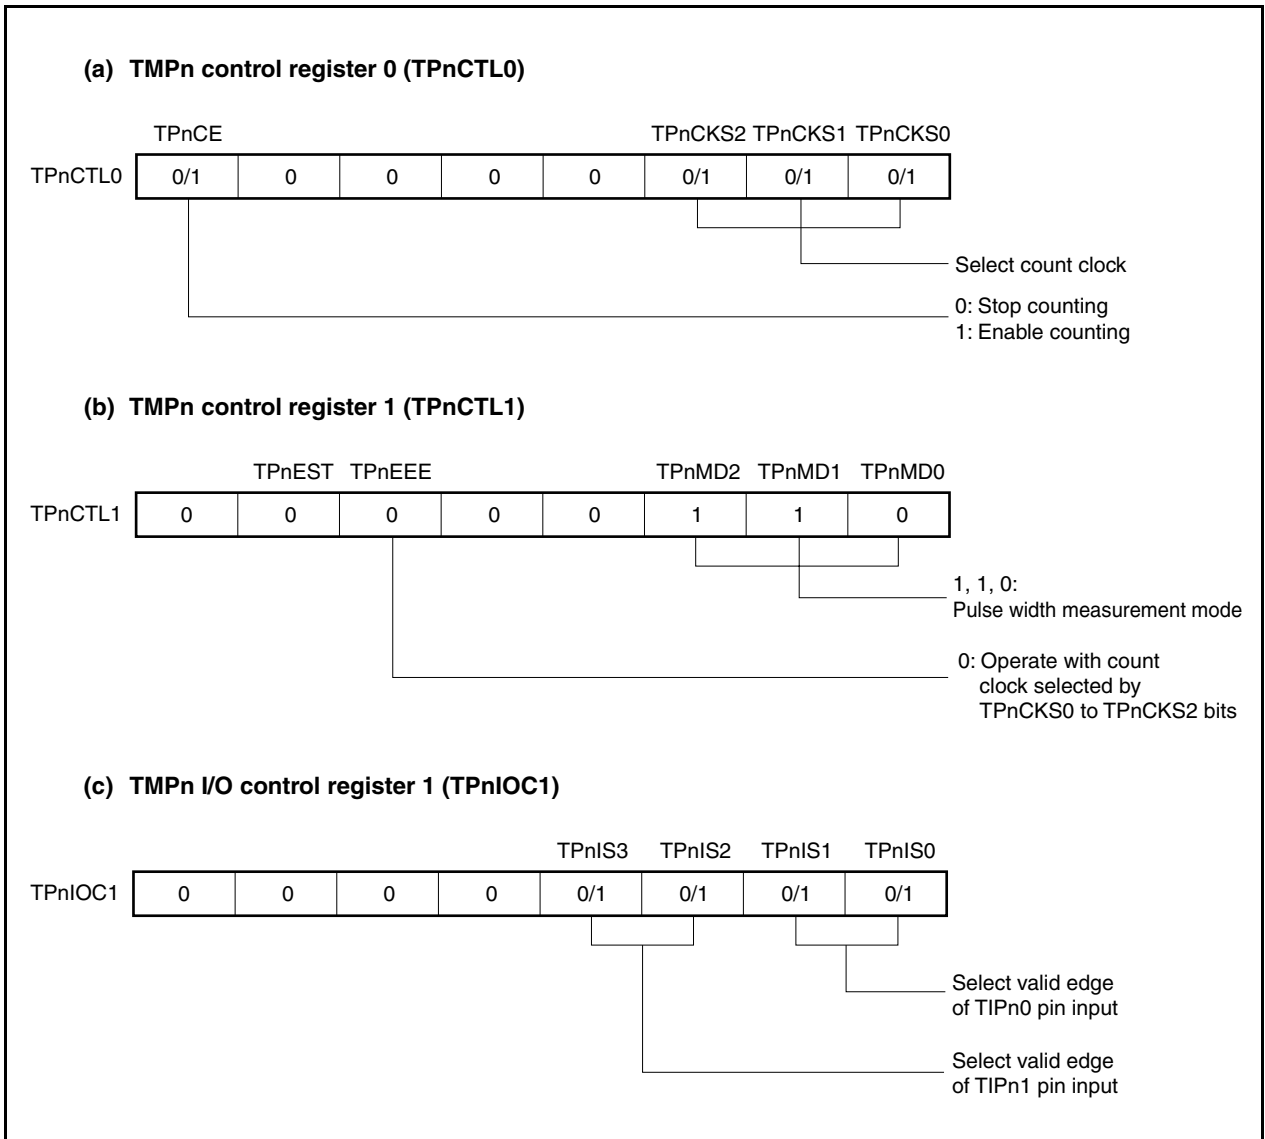 (a) TMPn control register 0 (TPnCTL0)
TPnCE TPnCKS2 TPnCKS1 TPnCKS0
TPnCTL0 0/1 0 0 0 0 0/1 0/1 0/1
Select count clock
0: Stop counting
1: Enable counting
(b) TMPn control register 1 (TPnCTL1)
TPnEST TPnEEE TPnMD2 TPnMD1 TPnMD0
TPnCTL1 0 0 0 0 0 1 1 0
1, 1, 0:
Pulse width measurement mode
0: Operate with count
clock selected by
TPnCKS0 to TPnCKS2 bits
(c) TMPn I/O control register 1 (TPnIOC1)
TPnIS3 TPnIS2 TPnIS1 TPnIS0
TPnIOC1 0 0 0 0 0/1 0/1 0/1 0/1
Select valid edge
of TIPn0 pin input
Select valid edge
of TIPn1 pin input